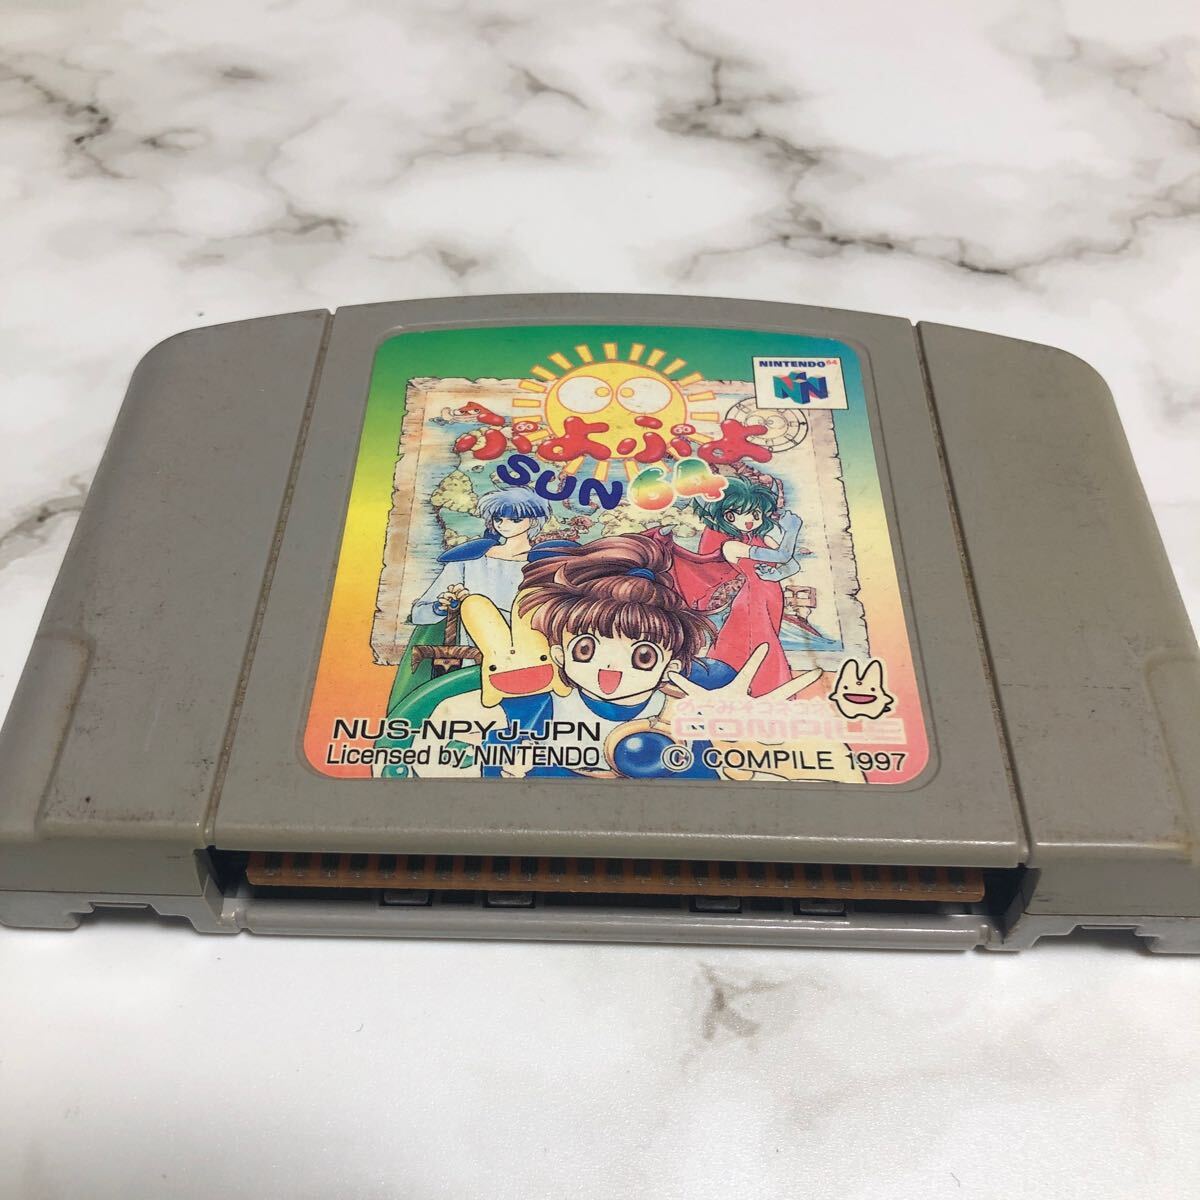 NINTENDO64
ぷよぷよ
SUN 64
COMPILE
NUS-NPYJ-JPN
Licensed by NINTENDO
© COMPILE 1997